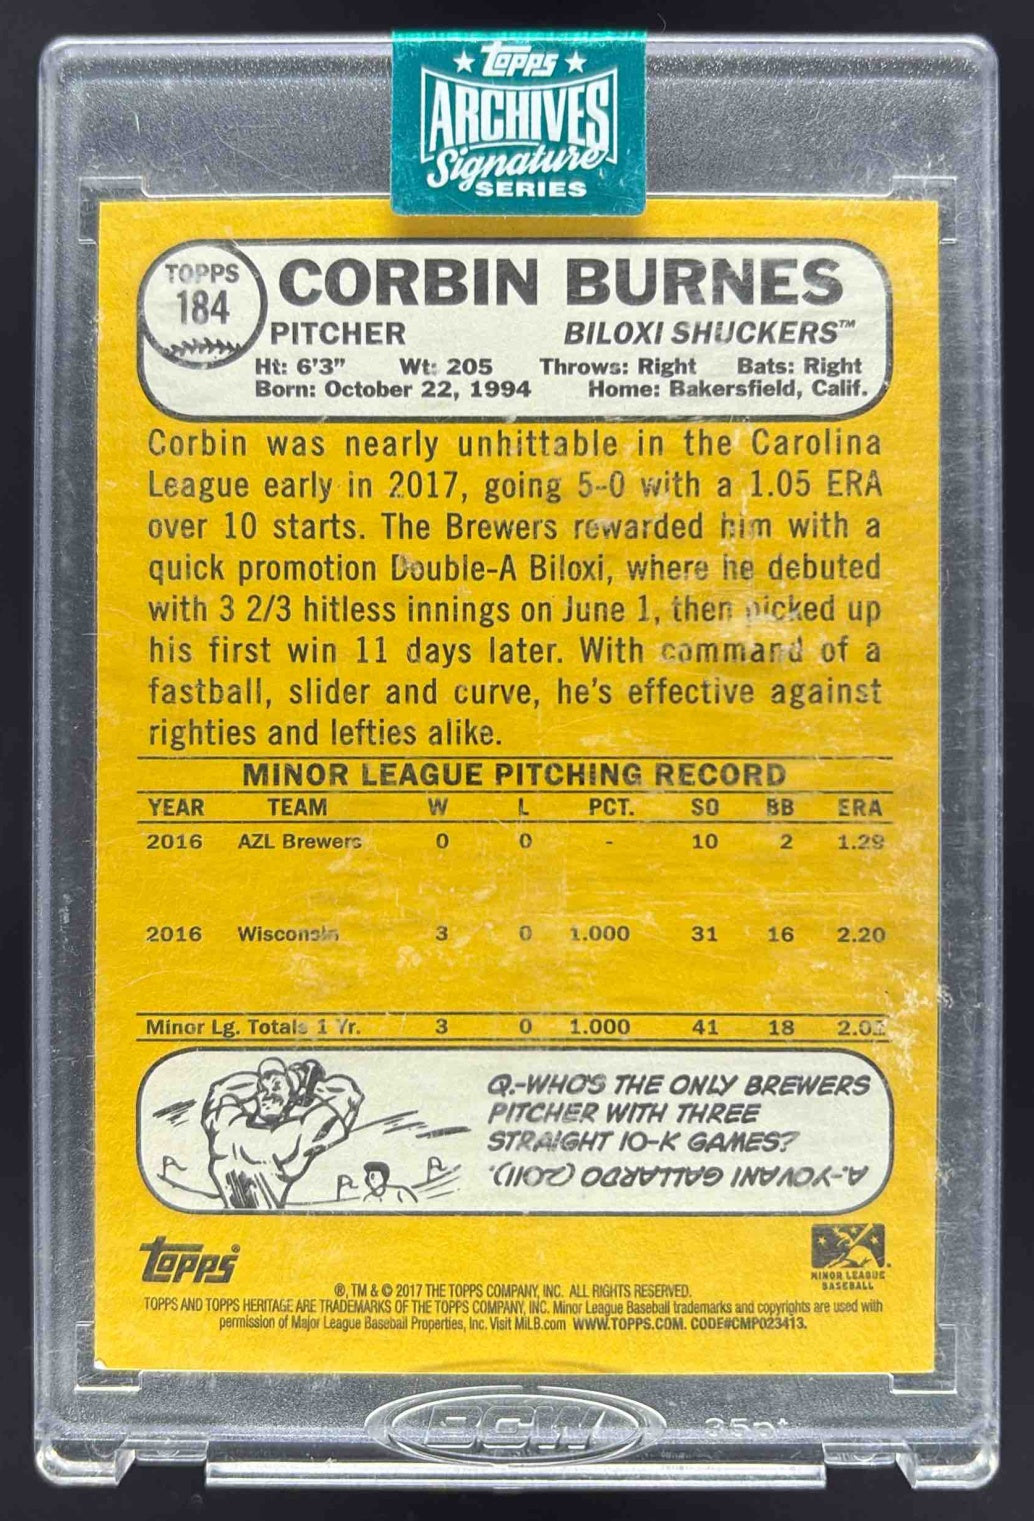 ★ Topps ★
ARCHIVES
Signature
SERIES
TOPPS
184
CORBIN BURNES
PITCHER BILOXI SHUCKERS™
Ht: 6'3" Wt: 205 Throws: Right Bats: Right
Born: October 22, 1994 Home: Bakersfield, Calif.
Corbin was nearly unhittable in the Carolina
League early in 2017, going 5-0 with a 1.05 ERA
over 10 starts. The Brewers rewarded him with a
quick promotion Double-A Biloxi, where he debuted
with 3 2/3 hitless innings on June 1, then picked up
his first win 11 days later. With command of a
fastball, slider and curve, he's effective against
righties and lefties alike.
MINOR LEAGUE PITCHING RECORD
YEAR TEAM W L PCT. SO BB ERA
2016 AZL Brewers 0 0 - 10 2 1.29
2016 Wisconsin 3 0 1.000 31 16 2.20
Minor Lg. Totals 1 Yr. 3 0 1.000 41 18
Q.-WHO'S THE ONLY BREWERS
PITCHER WITH THREE
STRAIGHT 10-K GAMES?
A.-YOVANI GALLARDO (2011).
Topps®
MINOR LEAGUE
BASEBALL
®, TM & © 2017 THE TOPPS COMPANY, INC. ALL RIGHTS RESERVED.
TOPPS AND TOPPS HERITAGE ARE TRADEMARKS OF THE TOPPS COMPANY, INC. Minor League Baseball trademarks and copyrights are used with
permission of Major League Baseball Properties, Inc. Visit MiLB.com WWW.TOPPS.COM. CODE#CMP023413.
BCW 35pt